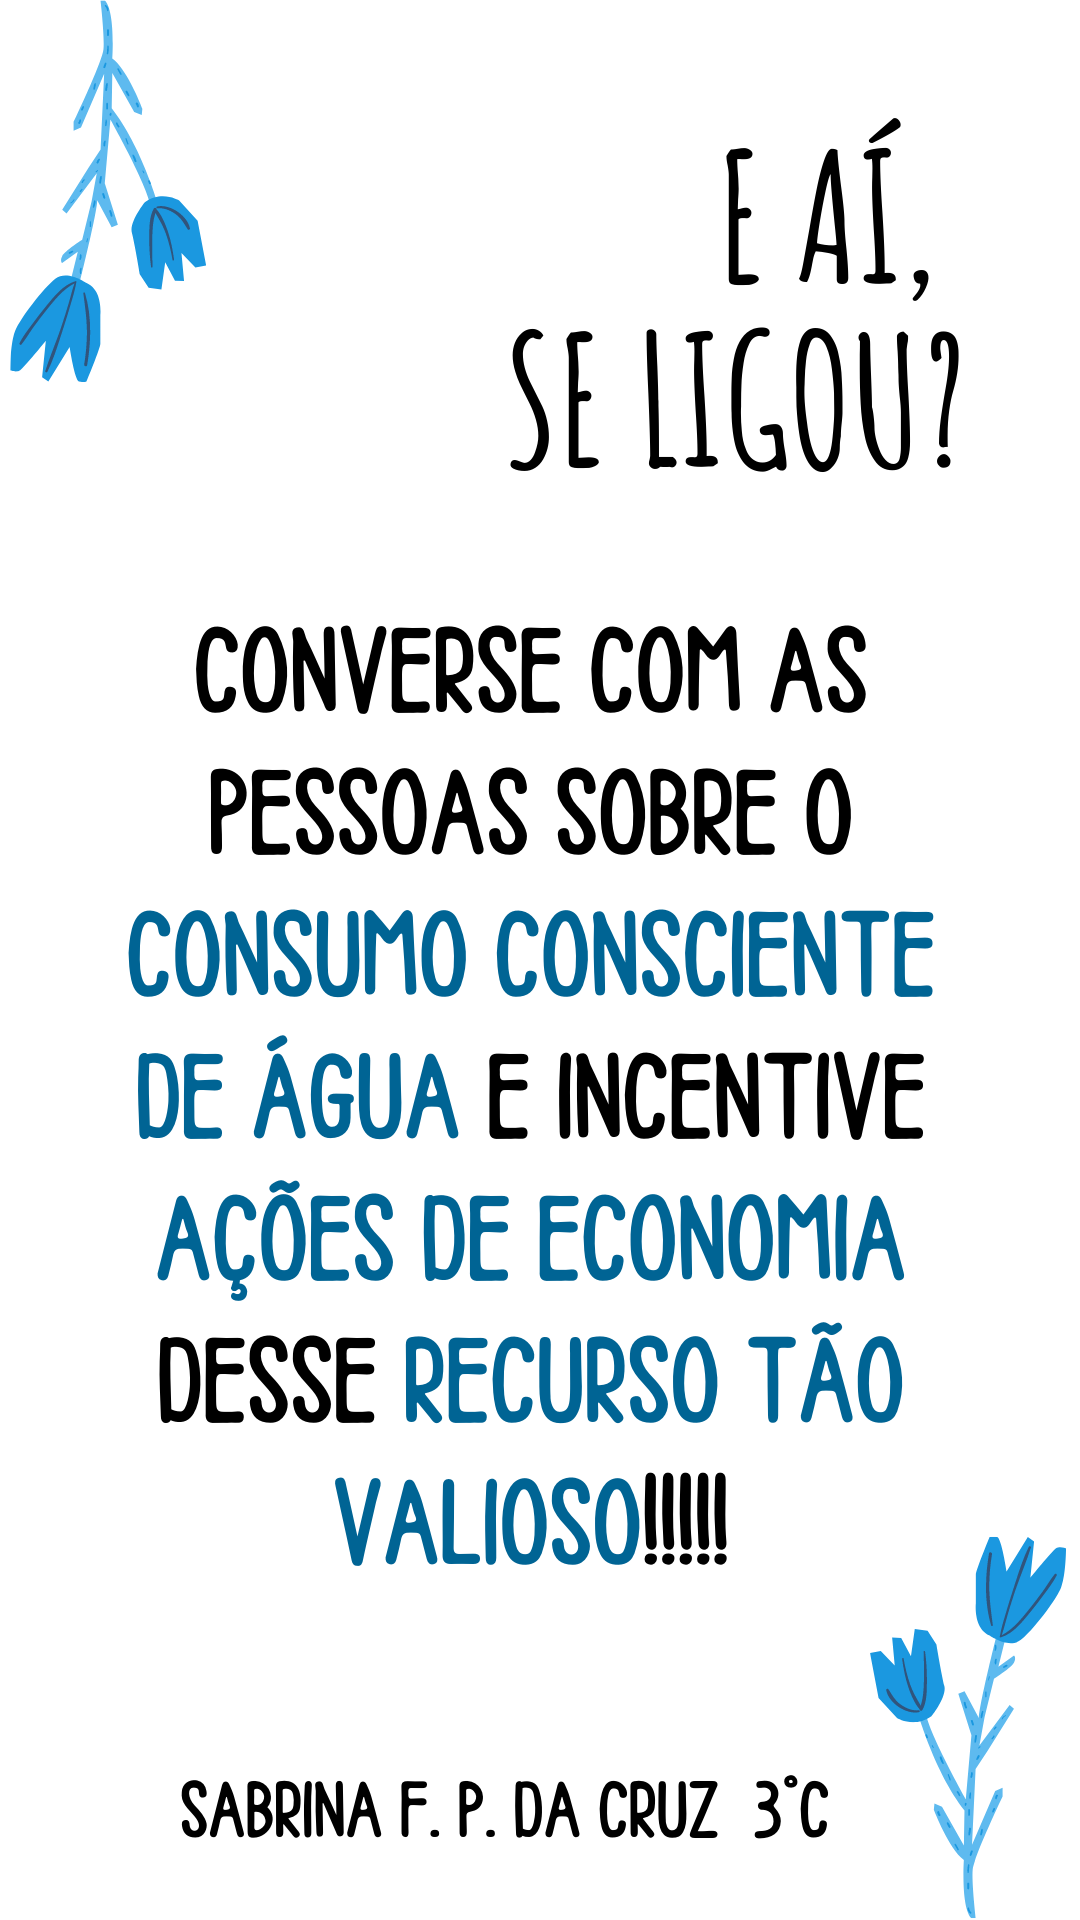 E AÍ,
SE LIGOU?
CONVERSE COM AS
PESSOAS SOBRE O
CONSUMO CONSCIENTE
DE ÁGUA E INCENTIVE
AÇÕES DE ECONOMIA
DESSE RECURSO TÃO
VALIOSO!!!!!
SABRINA F. P. DA CRUZ 3°C